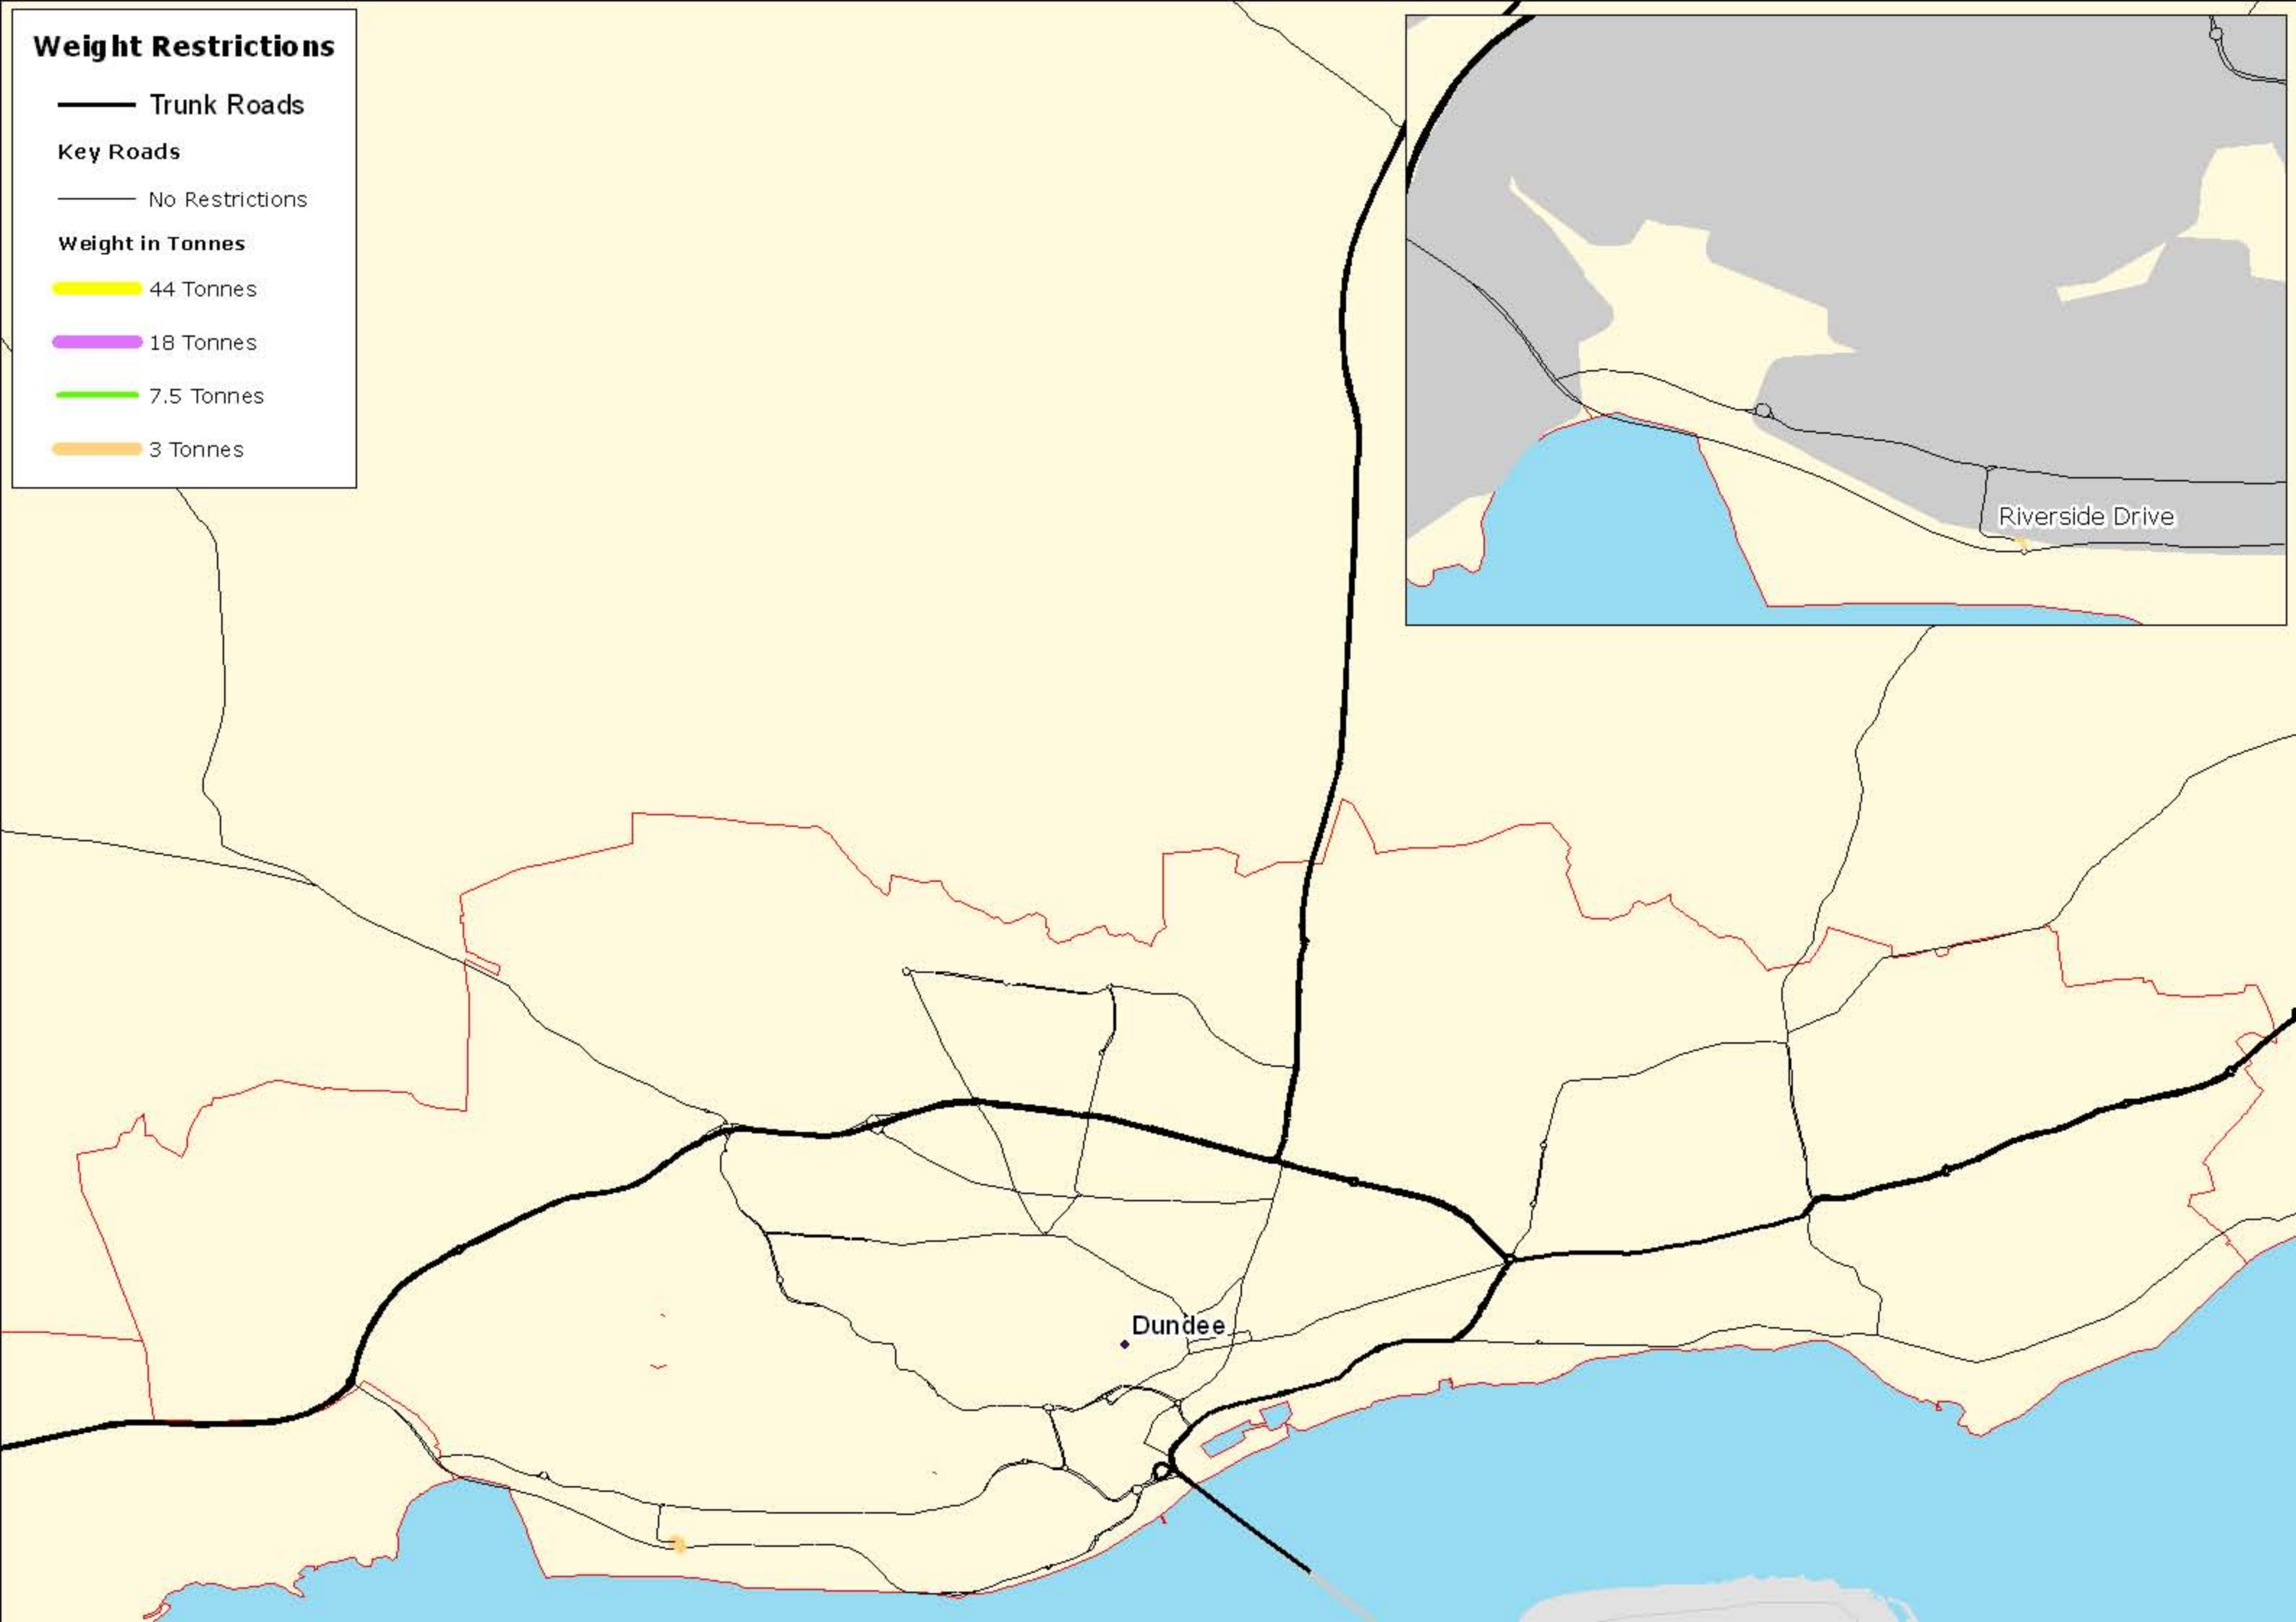 Weight Restrictions
Trunk Roads
Key Roads
No Restrictions
Weight in Tonnes
44 Tonnes
18 Tonnes
7.5 Tonnes
3 Tonnes
Riverside Drive
Dundee